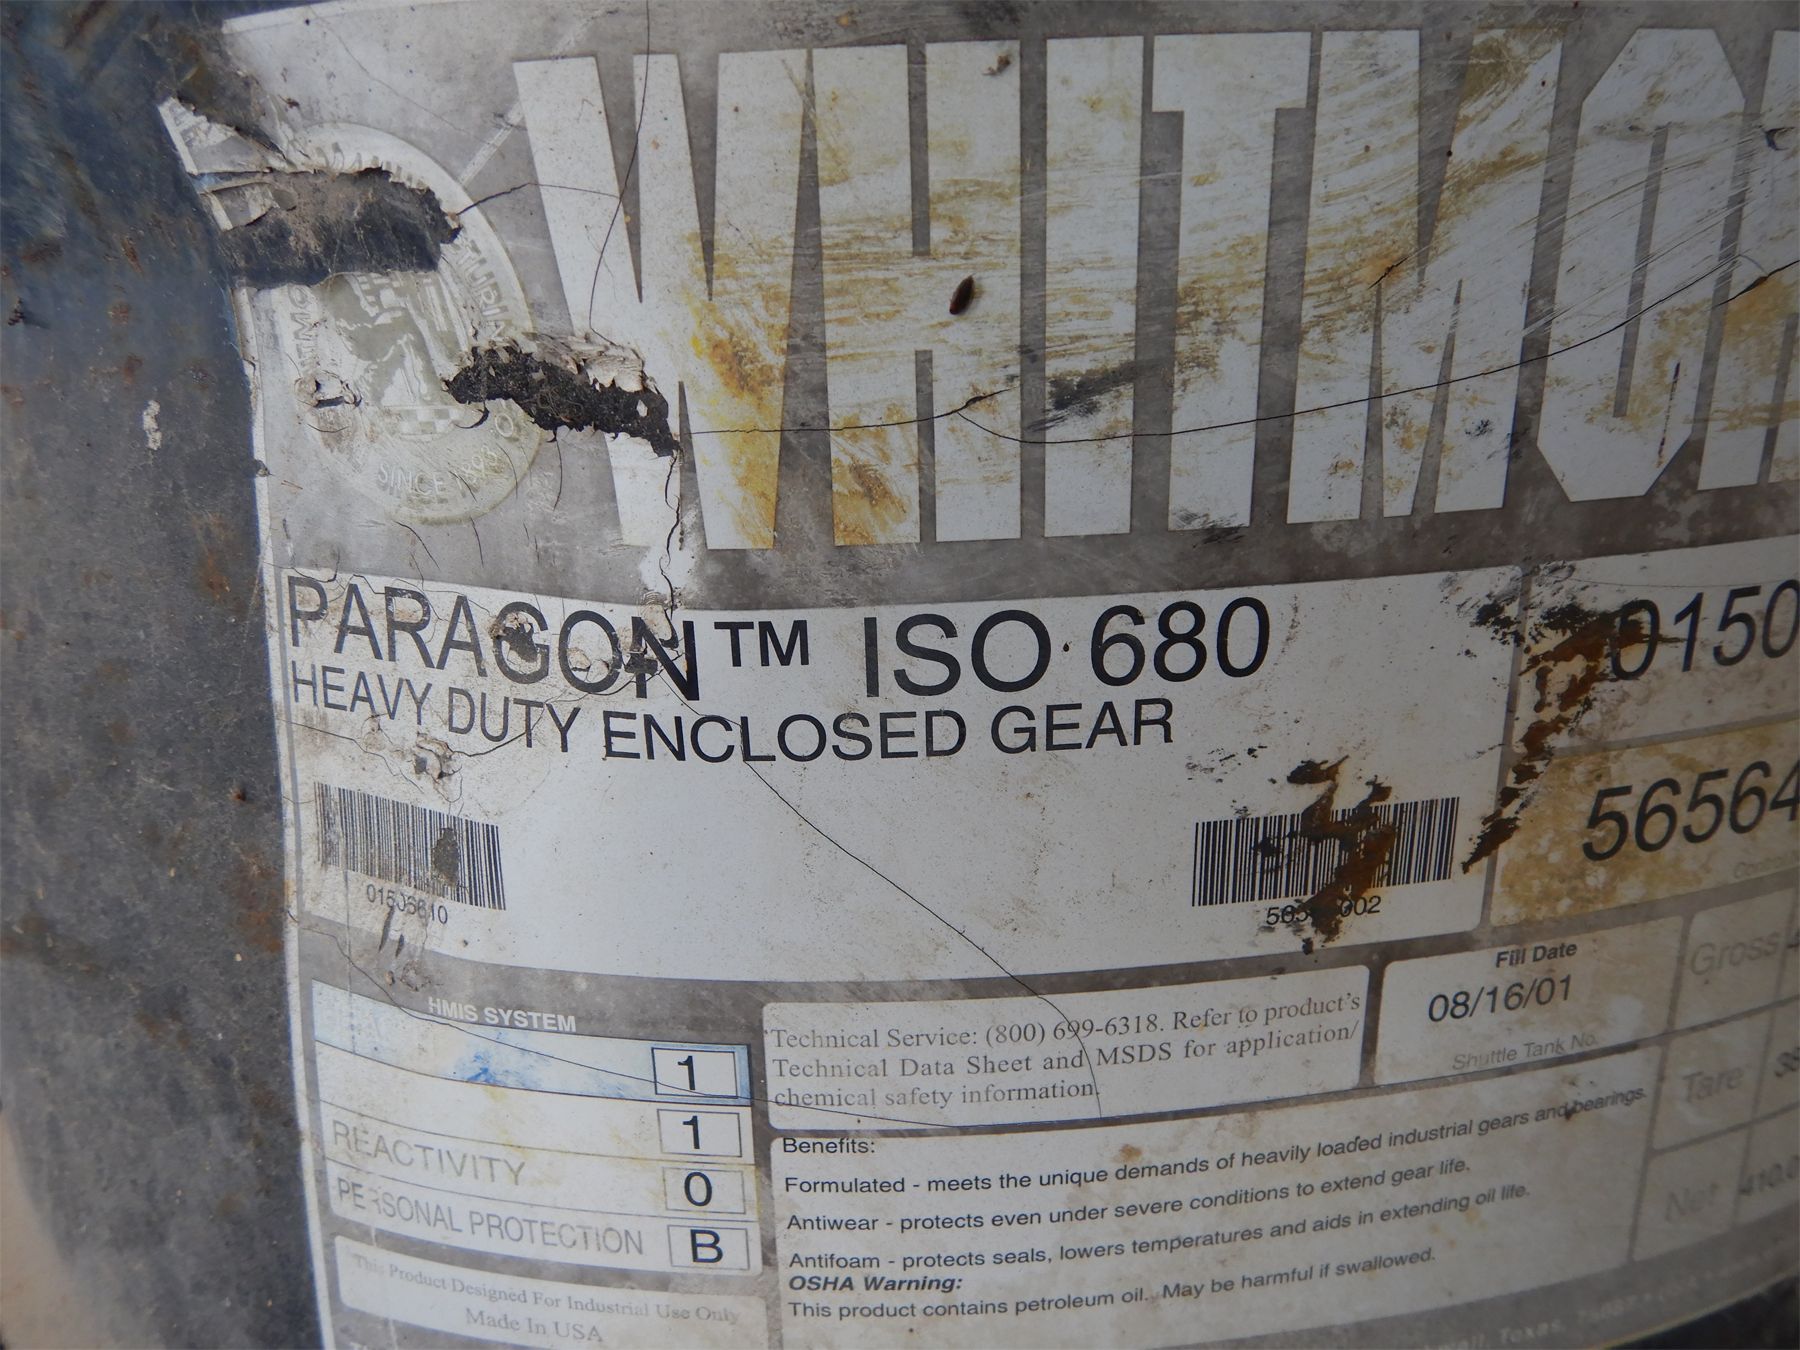 WHITMOR
SINCE 1893
PARAGON™ ISO 680
HEAVY DUTY ENCLOSED GEAR
0150
56564
01505610
002
Fill Date
08/16/01
Shuttle Tank No.
Gross
Tare
Net
HMIS SYSTEM
1
1
REACTIVITY 0
PERSONAL PROTECTION B
This Product Designed For Industrial Use Only
Made In USA
Technical Service: (800) 699-6318. Refer to product's
Technical Data Sheet and MSDS for application/
chemical safety information.
Benefits:
Formulated - meets the unique demands of heavily loaded industrial gears and bearings.
Antiwear - protects even under severe conditions to extend gear life.
Antifoam - protects seals, lowers temperatures and aids in extending oil life.
OSHA Warning:
This product contains petroleum oil. May be harmful if swallowed.
Texas,